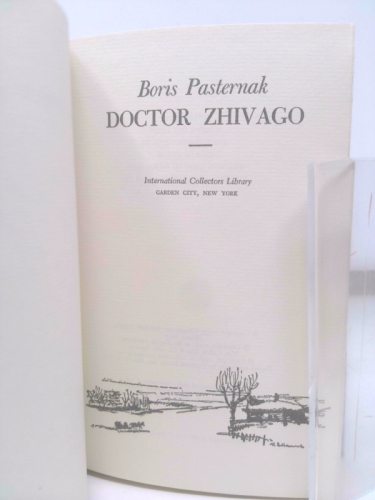 Boris Pasternak
DOCTOR ZHIVAGO
International Collectors Library
GARDEN CITY, NEW YORK